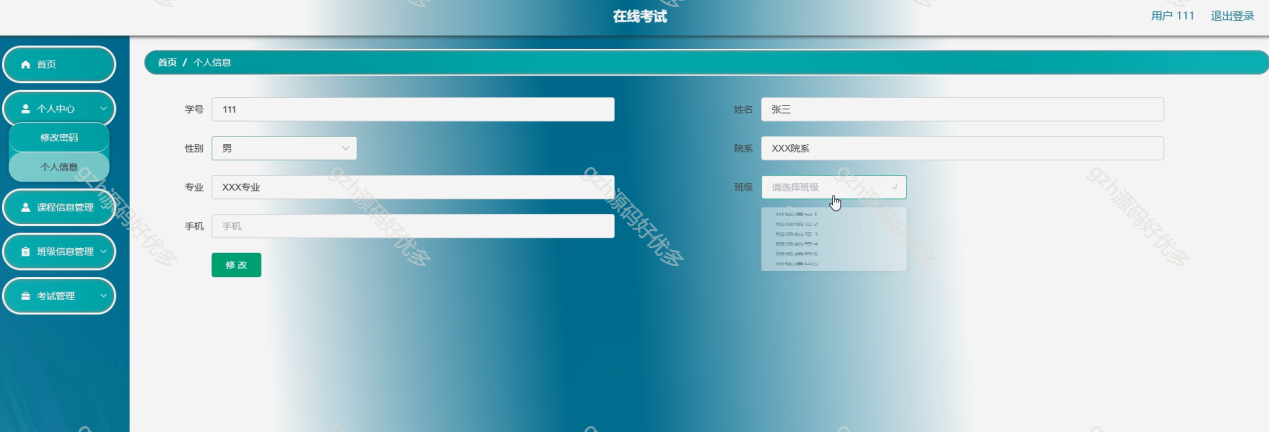 在线考试
用户 111 退出登录
首页
首页 / 个人信息
个人中心
修改密码
个人信息
课程信息管理
班级信息管理
考试管理
学号 111
姓名 张三
性别 男
院系 XXX院系
专业 XXX专业
班级 请选择班级
手机 手机
修 改
gzh源码好优多
gzh源码好优多
gzh源码好优多
gzh源码好优多